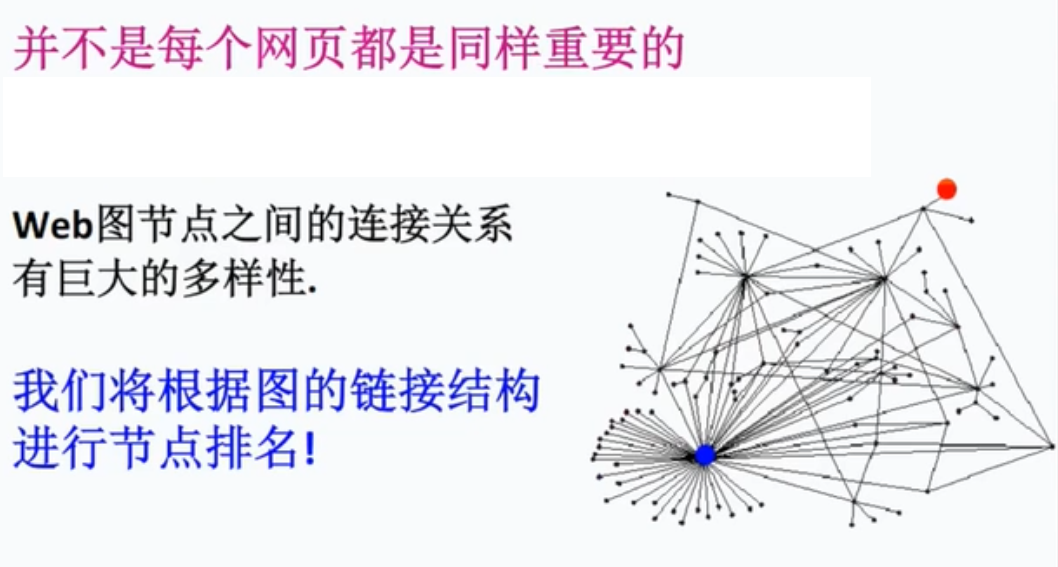 并不是每个网页都是同样重要的
Web图节点之间的连接关系
有巨大的多样性.
我们将根据图的链接结构
进行节点排名!